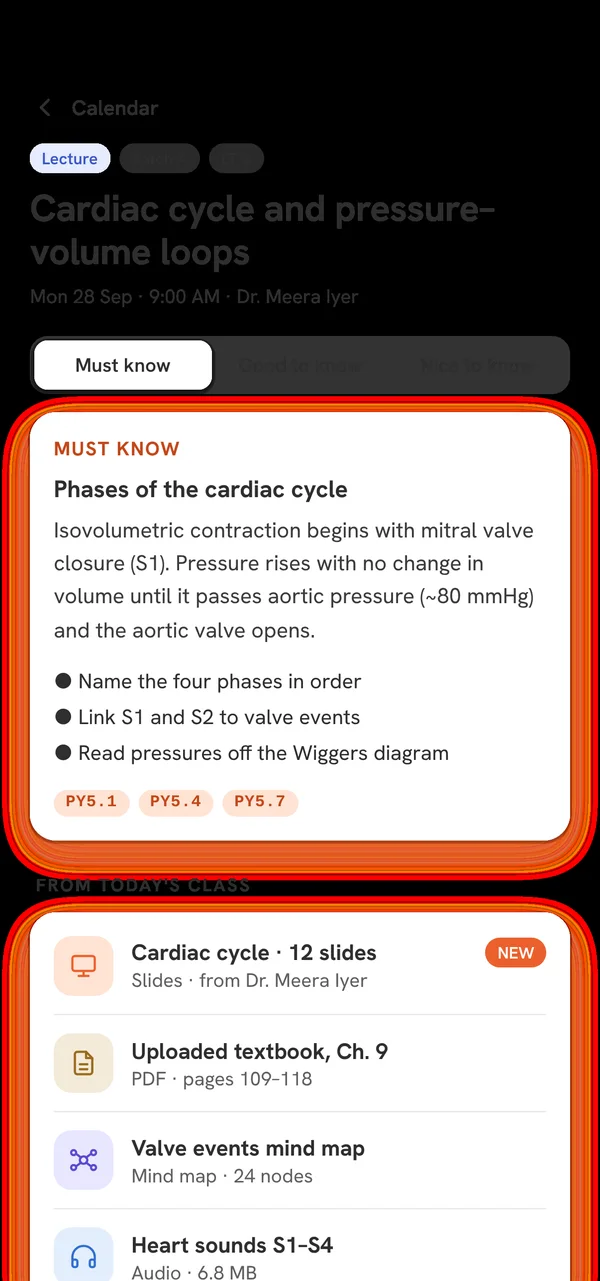 Calendar
Lecture
Cardiac cycle and pressure–
volume loops
Mon 28 Sep · 9:00 AM · Dr. Meera Iyer
Must know Good to know Nice to know
MUST KNOW
Phases of the cardiac cycle
Isovolumetric contraction begins with mitral valve
closure (S1). Pressure rises with no change in
volume until it passes aortic pressure (~80 mmHg)
and the aortic valve opens.
● Name the four phases in order
● Link S1 and S2 to valve events
● Read pressures off the Wiggers diagram
PY5.1 PY5.4 PY5.7
FROM TODAY'S CLASS
Cardiac cycle · 12 slides NEW
Slides · from Dr. Meera Iyer
Uploaded textbook, Ch. 9
PDF · pages 109–118
Valve events mind map
Mind map · 24 nodes
Heart sounds S1–S4
Audio · 6.8 MB